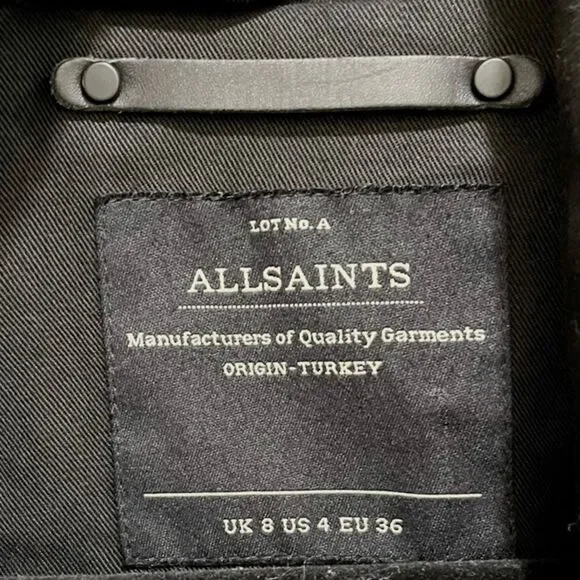 LOT No. A
ALLSAINTS
Manufacturers of Quality Garments
ORIGIN-TURKEY
UK 8 US 4 EU 36